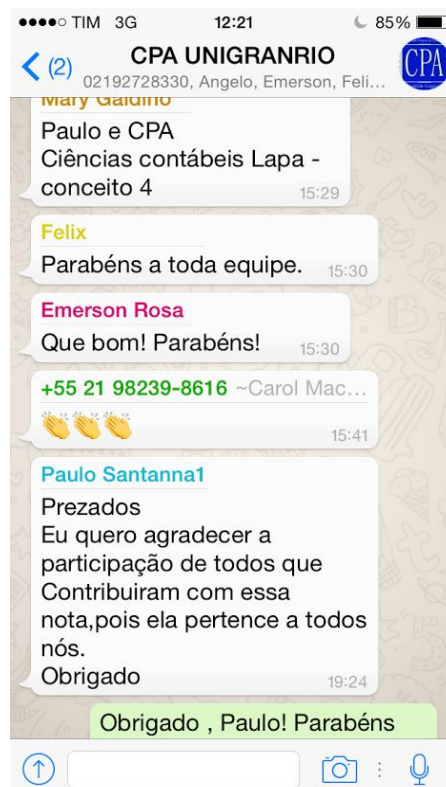 TIM 3G 12:21 85%
(2) CPA UNIGRANRIO
02192728330, Angelo, Emerson, Feli...
CPA
Mary Galdino
Paulo e CPA
Ciências contábeis Lapa -
conceito 4
15:29
Felix
Parabéns a toda equipe. 15:30
Emerson Rosa
Que bom! Parabéns! 15:30
+55 21 98239-8616 ~Carol Mac...
👏👏👏
15:41
Paulo Santanna1
Prezados
Eu quero agradecer a
participação de todos que
Contribuiram com essa
nota,pois ela pertence a todos
nós.
Obrigado 19:24
Obrigado , Paulo! Parabéns